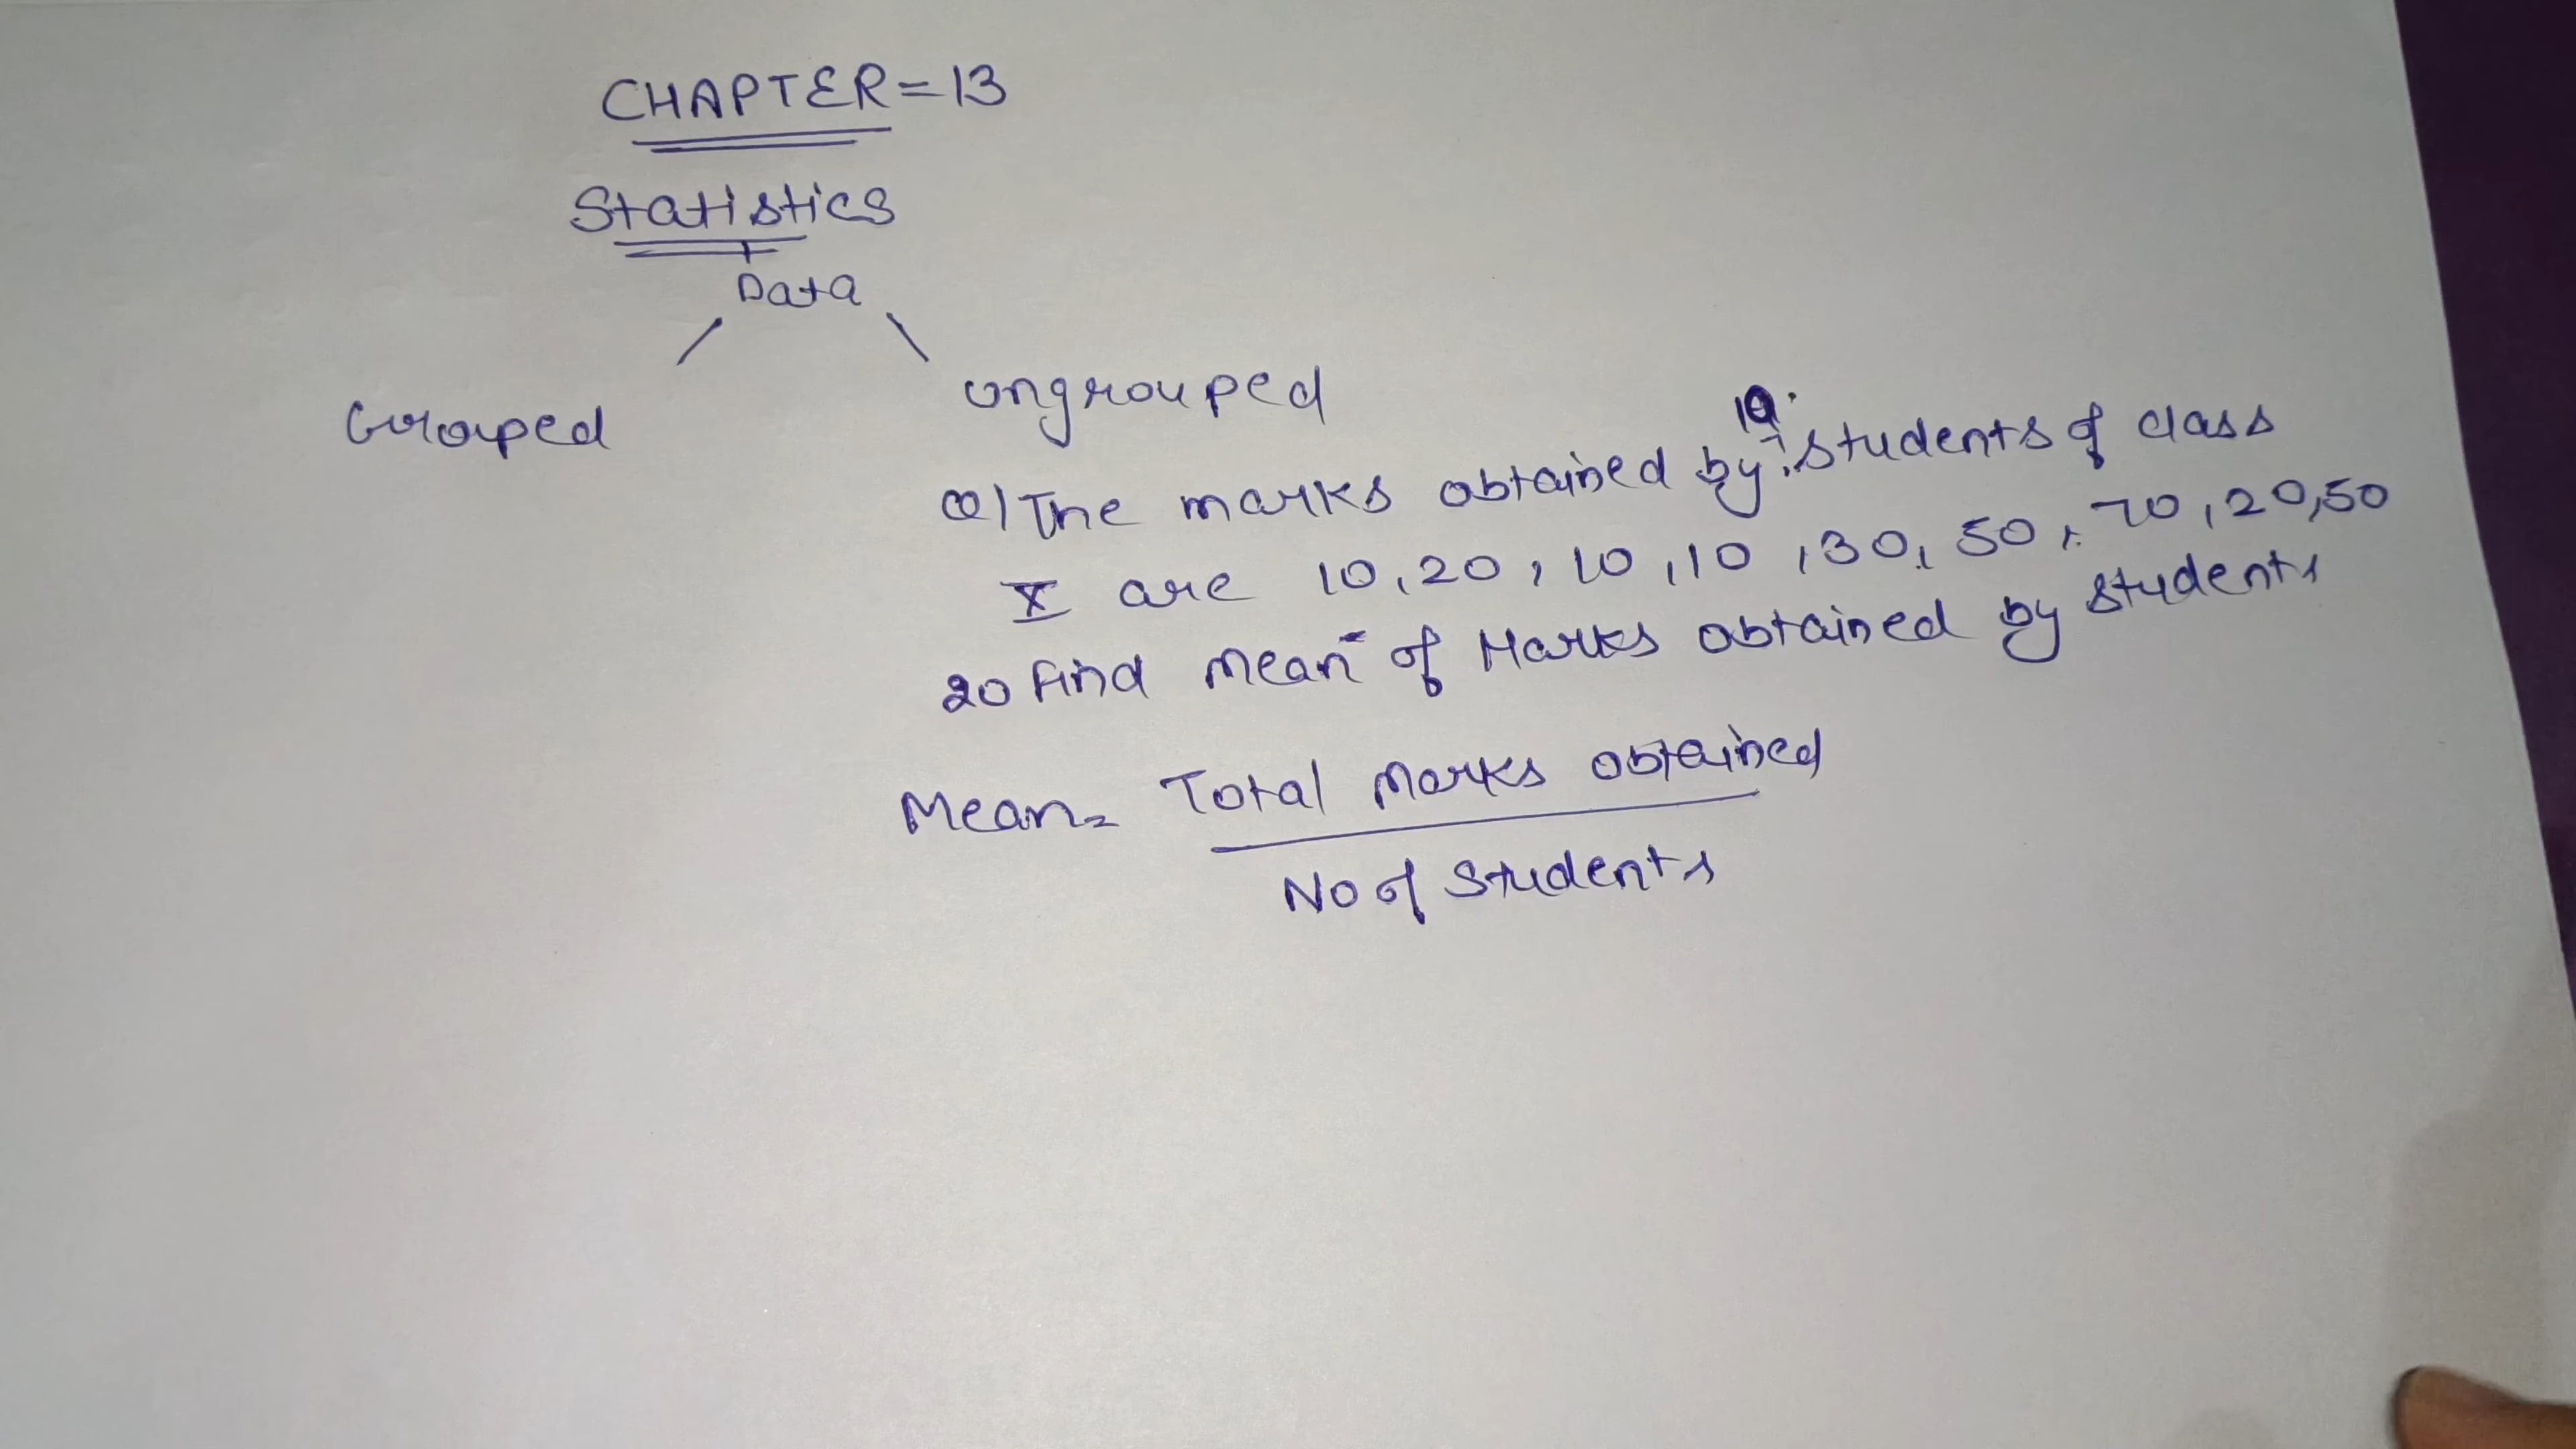 CHAPTER = 13
Statistics
Data
Grouped
ungrouped
Q) The marks obtained by 10 students of class
X are 10, 20, 10, 10, 30, 50, 70, 20, 50
20 Find Mean of Marks obtained by students
Mean = Total Marks obtained
No of Students